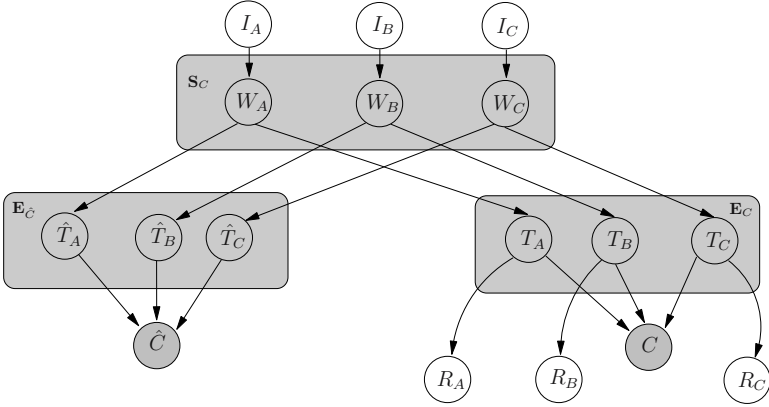 I_A I_B I_C
S_C
W_A W_B W_C
E_Ĉ E_C
T̂_A T̂_B T̂_C T_A T_B T_C
Ĉ C
R_A R_B R_C